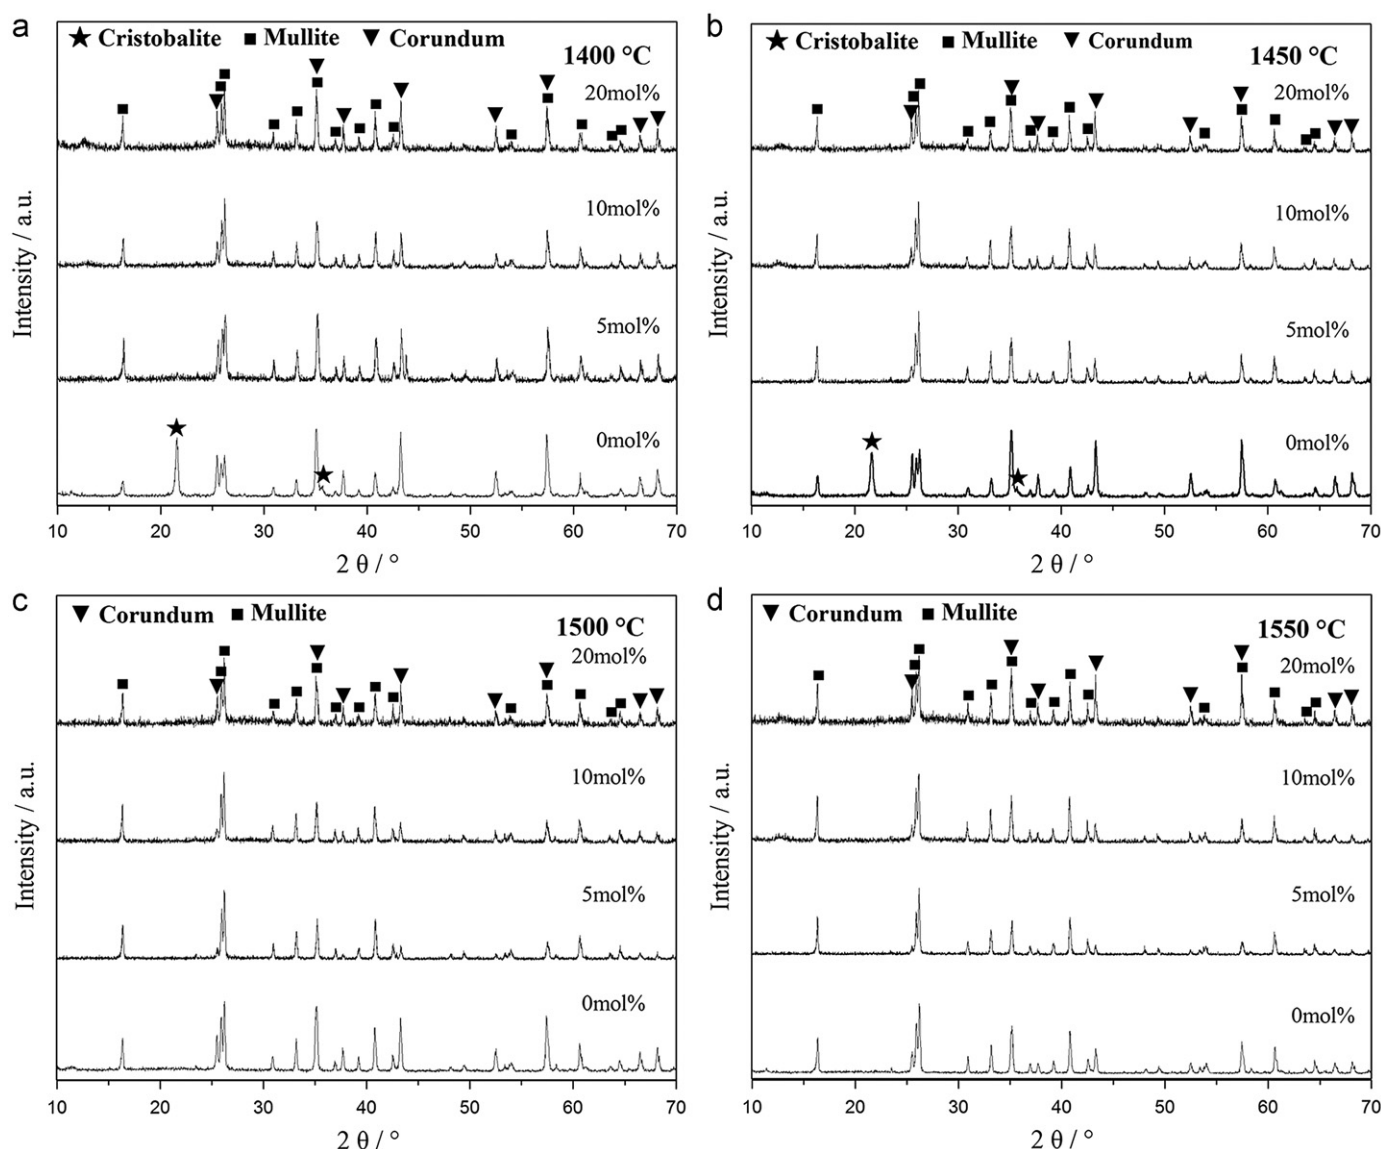 a
★ Cristobalite ■ Mullite ▼ Corundum
1400 °C
20mol%
10mol%
5mol%
0mol%
Intensity / a.u.
10 20 30 40 50 60 70
2 θ / °
b
★ Cristobalite ■ Mullite ▼ Corundum
1450 °C
20mol%
10mol%
5mol%
0mol%
Intensity / a.u.
10 20 30 40 50 60 70
2 θ / °
c
▼ Corundum ■ Mullite
1500 °C
20mol%
10mol%
5mol%
0mol%
Intensity / a.u.
10 20 30 40 50 60 70
2 θ / °
d
▼ Corundum ■ Mullite
1550 °C
20mol%
10mol%
5mol%
0mol%
Intensity / a.u.
10 20 30 40 50 60 70
2 θ / °